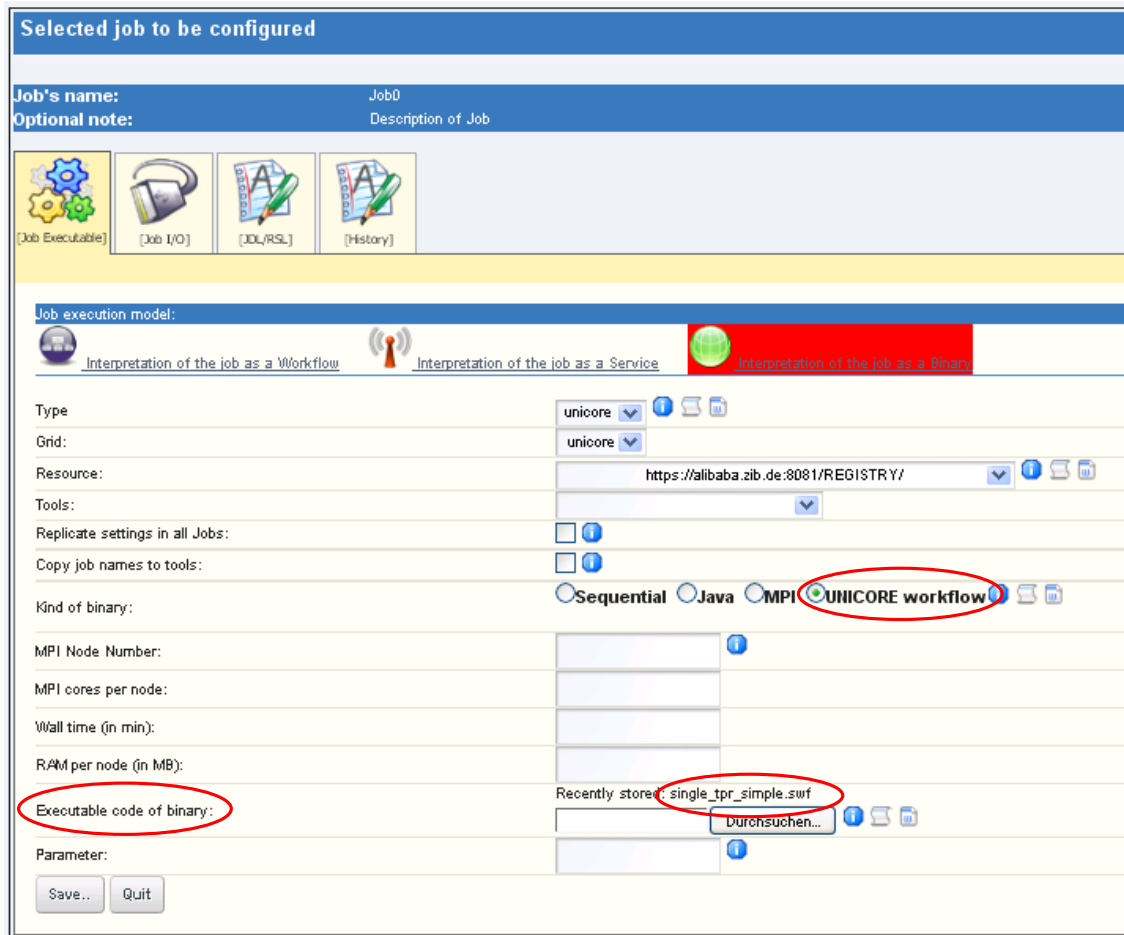 Selected job to be configured
Job's name: Job0
Optional note: Description of Job
[Job Executable] [Job I/O] [JDL/RSL] [History]
Job execution model:
Interpretation of the job as a Workflow Interpretation of the job as a Service Interpretation of the job as a Binary
Type unicore
Grid: unicore
Resource: https://alibaba.zib.de:8081/REGISTRY/
Tools:
Replicate settings in all Jobs:
Copy job names to tools:
Kind of binary: Sequential Java MPI UNICORE workflow
MPI Node Number:
MPI cores per node:
Wall time (in min):
RAM per node (in MB):
Recently stored: single_tpr_simple.swf
Executable code of binary: Durchsuchen...
Parameter:
Save.. Quit